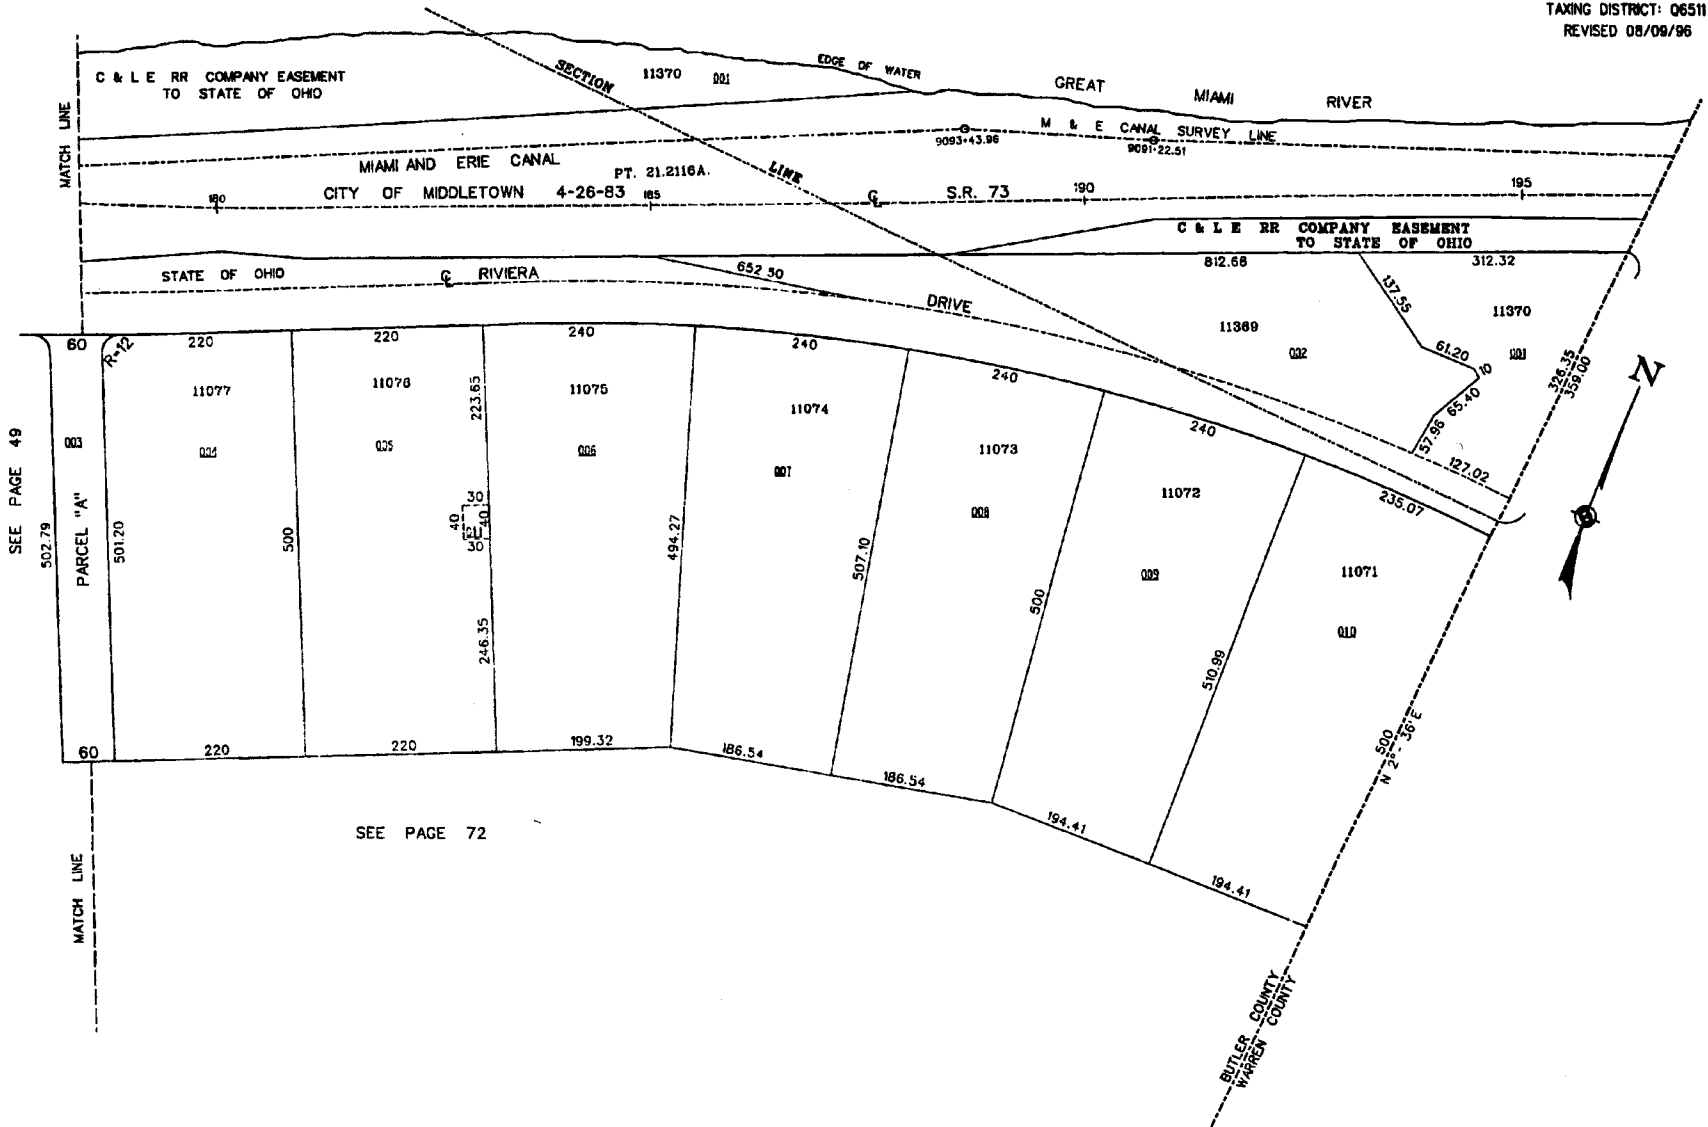 TAXING DISTRICT: Q6511
REVISED 08/09/96
C & L E RR COMPANY EASEMENT
TO STATE OF OHIO
SECTION
LINE
11370
001
EDGE OF WATER
GREAT MIAMI RIVER
MATCH LINE
M & E CANAL SURVEY LINE
9093+43.96
9091+22.51
MIAMI AND ERIE CANAL
PT. 21.2116A.
CITY OF MIDDLETOWN 4-26-83
180
185
℄ S.R. 73
190
195
C & L E RR COMPANY EASEMENT
TO STATE OF OHIO
STATE OF OHIO
℄ RIVIERA
DRIVE
652.50
812.68
312.32
137.55
11369
002
11370
001
61.20
10
65.40
57.96
127.02
326.35
359.00
N
60
R=12
220
220
240
240
240
240
235.07
11077
004
11076
005
11075
006
11074
007
11073
008
11072
009
11071
010
003
PARCEL "A"
SEE PAGE 49
502.79
501.20
500
223.65
30
40
40
30
246.35
494.27
507.10
500
510.99
500
N 2° - 36' E
60
220
220
199.32
186.54
186.54
194.41
194.41
SEE PAGE 72
MATCH LINE
BUTLER COUNTY
WARREN COUNTY